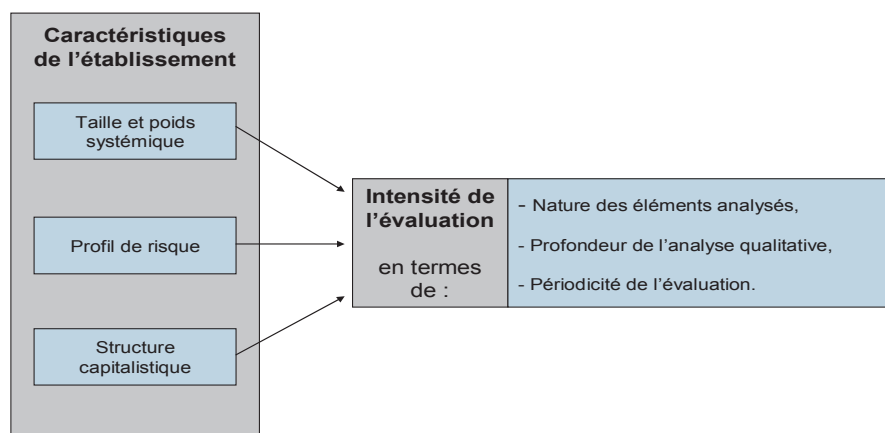 Caractéristiques
de l’établissement
Taille et poids
systémique
Profil de risque
Structure
capitalistique
Intensité de
l’évaluation
en termes
de :
- Nature des éléments analysés,
- Profondeur de l’analyse qualitative,
- Périodicité de l’évaluation.